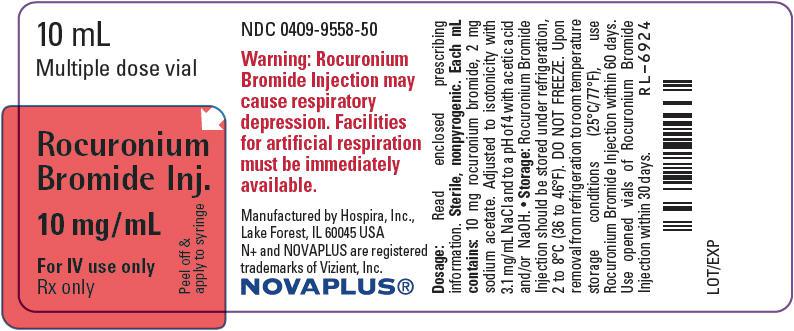 10 mL
Multiple dose vial
Rocuronium
Bromide Inj.
10 mg/mL
For IV use only
Rx only
Peel off &
apply to syringe
NDC 0409-9558-50
Warning: Rocuronium
Bromide Injection may
cause respiratory
depression. Facilities
for artificial respiration
must be immediately
available.
Manufactured by Hospira, Inc.,
Lake Forest, IL 60045 USA
N+ and NOVAPLUS are registered
trademarks of Vizient, Inc.
NOVAPLUS®
Dosage: Read enclosed prescribing
information. Sterile, nonpyrogenic. Each mL
contains: 10 mg rocuronium bromide, 2 mg
sodium acetate. Adjusted to isotonicity with
3.1 mg/mL NaCl and to a pH of 4 with acetic acid
and/or NaOH. • Storage: Rocuronium Bromide
Injection should be stored under refrigeration,
2 to 8°C (36 to 46°F). DO NOT FREEZE. Upon
removal from refrigeration to room temperature
storage conditions (25°C/77°F), use
Rocuronium Bromide Injection within 60 days.
Use opened vials of Rocuronium Bromide
Injection within 30 days. RL-6924
LOT/EXP